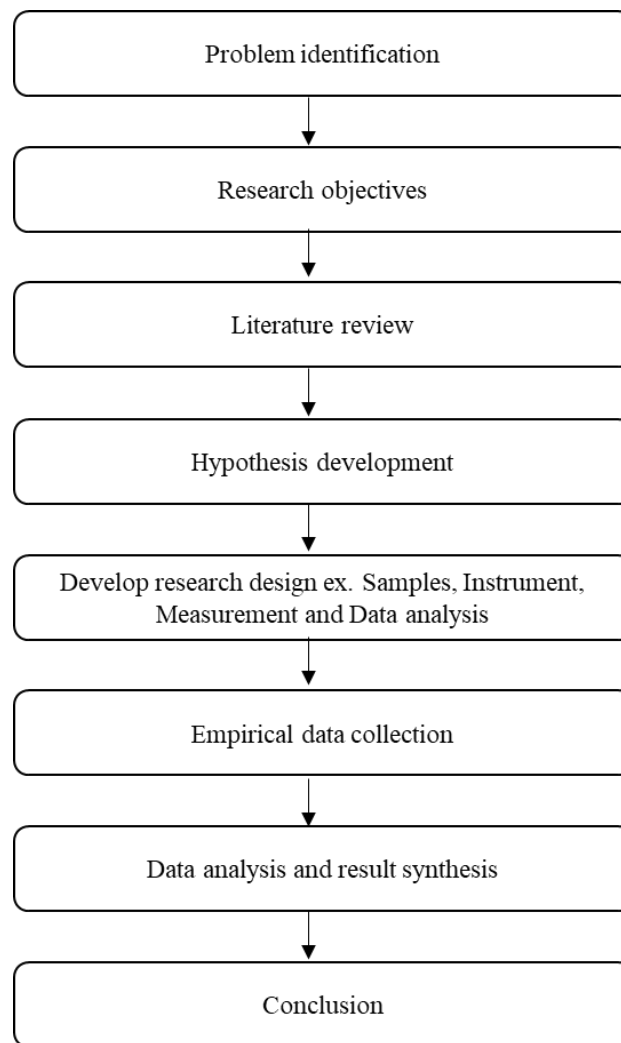 Problem identification
Research objectives
Literature review
Hypothesis development
Develop research design ex. Samples, Instrument,
Measurement and Data analysis
Empirical data collection
Data analysis and result synthesis
Conclusion